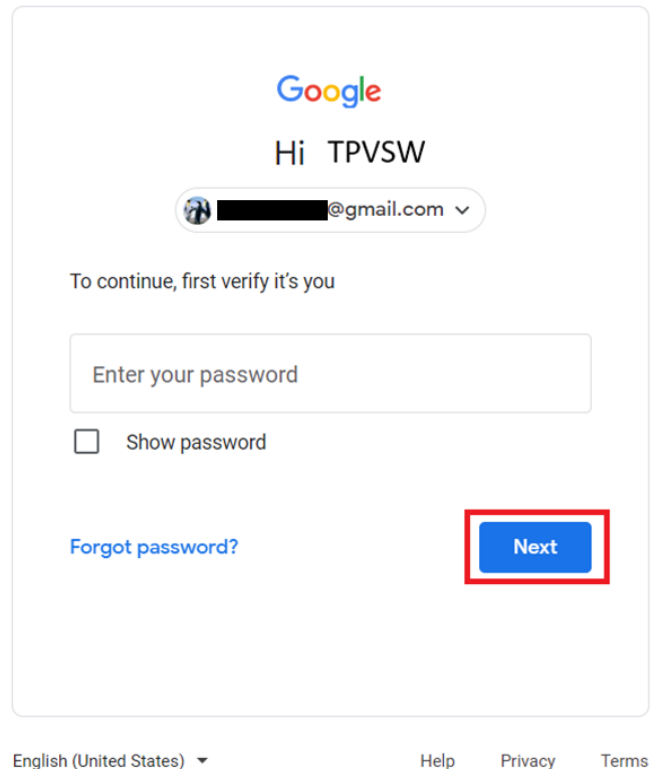 Google
Hi TPVSW
@gmail.com
To continue, first verify it's you
Enter your password
Show password
Forgot password?
Next
English (United States)
Help Privacy Terms